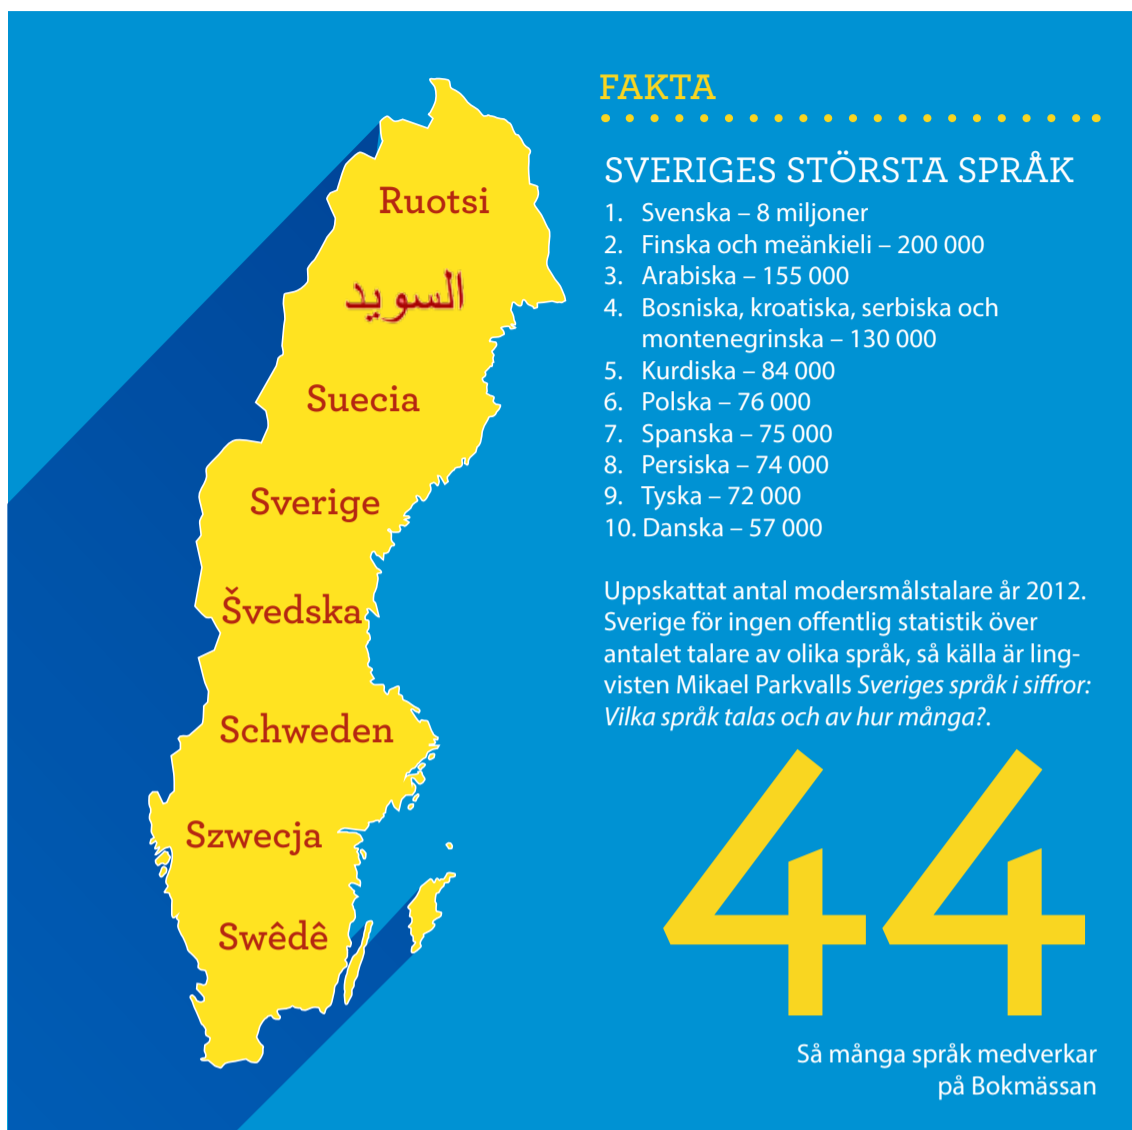 Ruotsi
السويد
Suecia
Sverige
Švedska
Schweden
Szwecja
Swêdê
FAKTA
SVERIGES STÖRSTA SPRÅK
1. Svenska – 8 miljoner
2. Finska och meänkieli – 200 000
3. Arabiska – 155 000
4. Bosniska, kroatiska, serbiska och
montenegrinska – 130 000
5. Kurdiska – 84 000
6. Polska – 76 000
7. Spanska – 75 000
8. Persiska – 74 000
9. Tyska – 72 000
10. Danska – 57 000
Uppskattat antal modersmålstalare år 2012.
Sverige för ingen offentlig statistik över
antalet talare av olika språk, så källa är ling-
visten Mikael Parkvalls Sveriges språk i siffror:
Vilka språk talas och av hur många?.
44
Så många språk medverkar
på Bokmässan